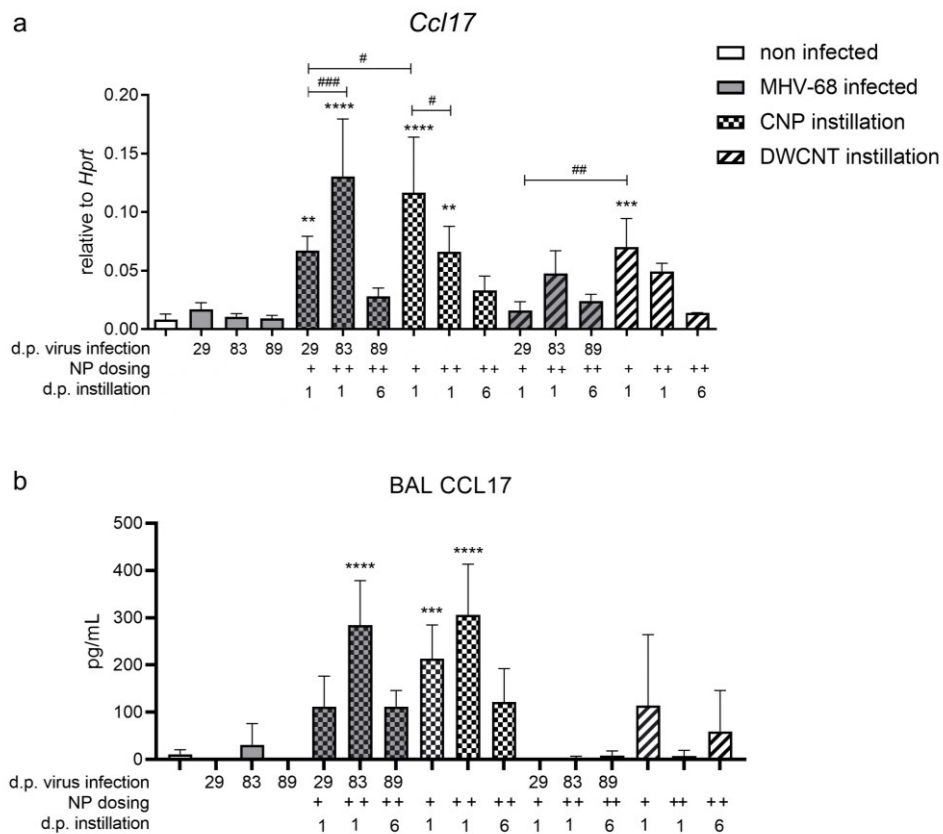 a
Ccl17
non infected
MHV-68 infected
CNP instillation
DWCNT instillation
#
###
#
##
** **** **** ** ***
relative to Hprt
0.20
0.15
0.10
0.05
0.00
d.p. virus infection 29 83 89 29 83 89 29 83 89
NP dosing + ++ ++ + ++ ++ + ++ ++ + ++ ++
d.p. instillation 1 1 6 1 1 6 1 1 6 1 1 6
b
BAL CCL17
**** *** ****
pg/mL
500
400
300
200
100
0
d.p. virus infection 29 83 89 29 83 89 29 83 89
NP dosing + ++ ++ + ++ ++ + ++ ++ + ++ ++
d.p. instillation 1 1 6 1 1 6 1 1 6 1 1 6